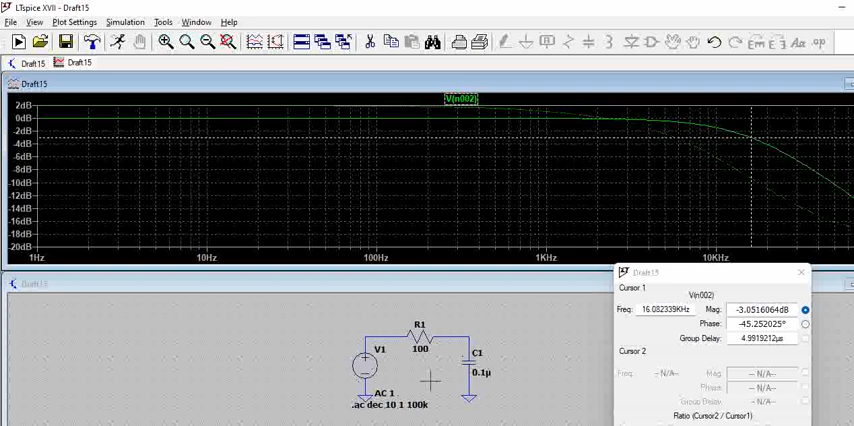 LTspice XVII - Draft15
File View Plot Settings Simulation Tools Window Help
Draft15 Draft15
Draft15
V(n002)
2dB
0dB
-2dB
-4dB
-6dB
-8dB
-10dB
-12dB
-14dB
-16dB
-18dB
-20dB
1Hz 10Hz 100Hz 1KHz 10KHz
Draft15
R1
100
V1
C1
0.1µ
AC 1
.ac dec 10 1 100k
Draft15
Cursor 1
V(n002)
Freq: 16.082339KHz Mag: -3.0516064dB
Phase: -45.252025°
Group Delay: 4.9919212µs
Cursor 2
Freq: -- N/A-- Mag: -- N/A--
Phase: -- N/A--
Group Delay: -- N/A--
Ratio (Cursor2 / Cursor1)